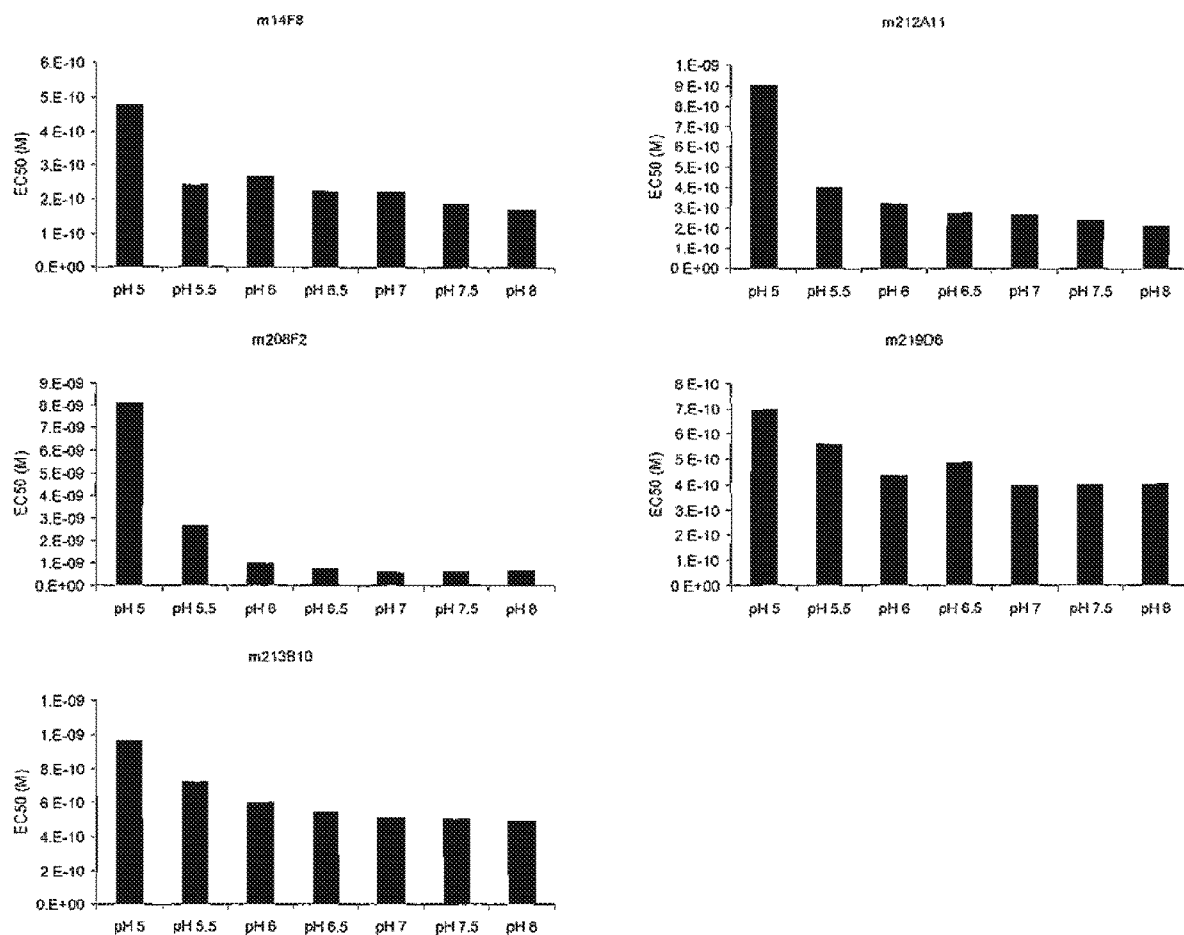 m14F8
6.E-10
5.E-10
4.E-10
3.E-10
2.E-10
1.E-10
0.E+00
EC50 (M)
pH 5 pH 5.5 pH 6 pH 6.5 pH 7 pH 7.5 pH 8
m212A11
1.E-09
9 E-10
8 E-10
7.E-10
6.E-10
5.E-10
4.E-10
3 E-10
2 E-10
1.E-10
0 E+00
EC50 (M)
pH 5 pH 5.5 pH 6 pH 6.5 pH 7 pH 7.5 pH 8
m208F2
9.E-09
8.E-09
7.E-09
6.E-09
5.E-09
4.E-09
3.E-09
2.E-09
1.E-09
0.E+00
EC50 (M)
pH 5 pH 5.5 pH 6 pH 6.5 pH 7 pH 7.5 pH 8
m219D6
8 E-10
7.E-10
6 E-10
5 E-10
4 E-10
3 E-10
2 E-10
1 E-10
0 E+00
EC50 (M)
pH 5 pH 5.5 pH 6 pH 6.5 pH 7 pH 7.5 pH 8
m213B10
1.E-09
1.E-09
8 E-10
6 E-10
4 E-10
2 E-10
0.E+00
EC50 (M)
pH 5 pH 5.5 pH 6 pH 6.5 pH 7 pH 7.5 pH 8